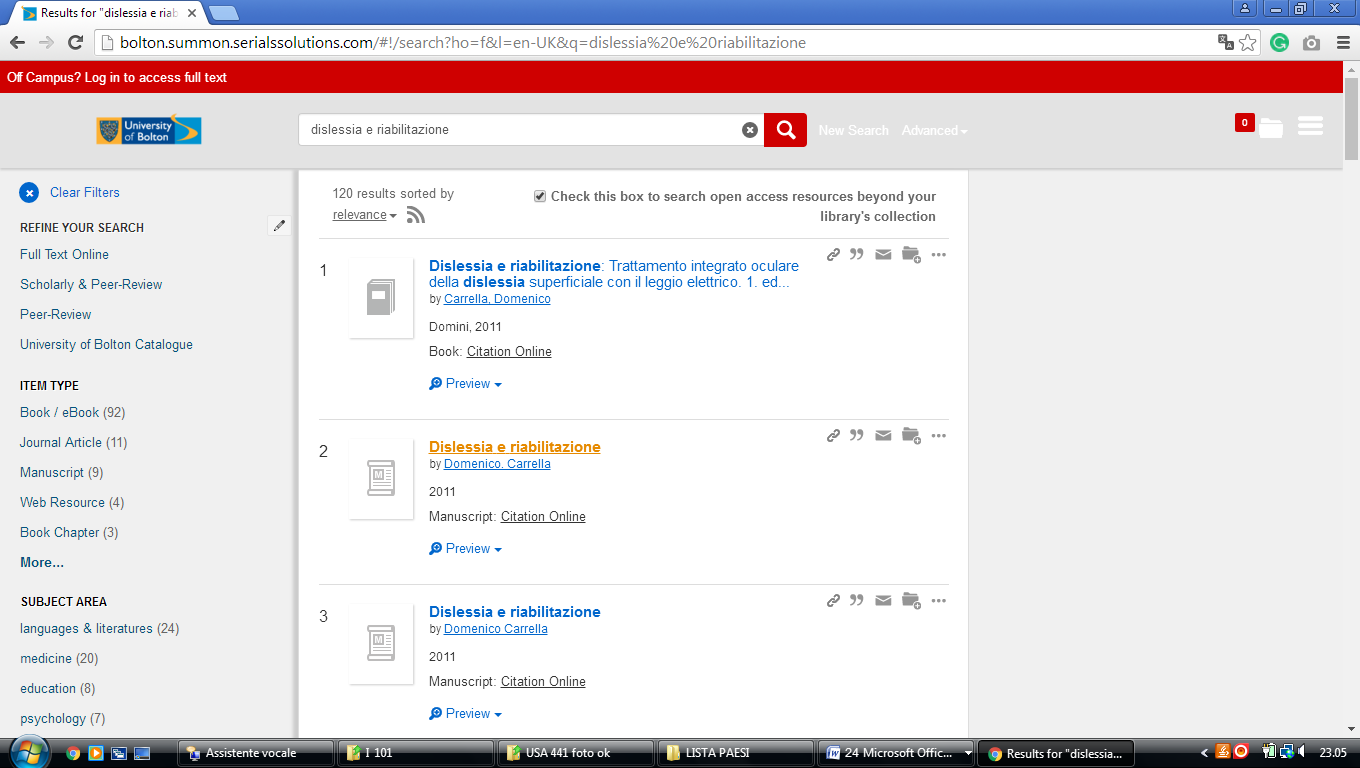 Results for "dislessia e riab
bolton.summon.serialssolutions.com/#!/search?ho=f&l=en-UK&q=dislessia%20e%20riabilitazione
Off Campus? Log in to access full text
University of Bolton
dislessia e riabilitazione
New Search
Advanced
0
Clear Filters
REFINE YOUR SEARCH
Full Text Online
Scholarly & Peer-Review
Peer-Review
University of Bolton Catalogue
ITEM TYPE
Book / eBook (92)
Journal Article (11)
Manuscript (9)
Web Resource (4)
Book Chapter (3)
More...
SUBJECT AREA
languages & literatures (24)
medicine (20)
education (8)
psychology (7)
120 results sorted by
relevance
Check this box to search open access resources beyond your
library's collection
1
Dislessia e riabilitazione: Trattamento integrato oculare
della dislessia superficiale con il leggio elettrico. 1. ed...
by Carrella, Domenico
Domini, 2011
Book: Citation Online
Preview
2
Dislessia e riabilitazione
by Domenico. Carrella
2011
Manuscript: Citation Online
Preview
3
Dislessia e riabilitazione
by Domenico Carrella
2011
Manuscript: Citation Online
Preview
Assistente vocale
I 101
USA 441 foto ok
LISTA PAESI
24 Microsoft Offic...
Results for "dislessia...
23.05